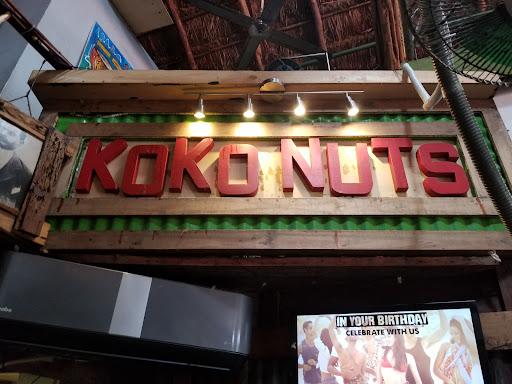 KOKO NUTS
IN YOUR BIRTHDAY
CELEBRATE WITH US